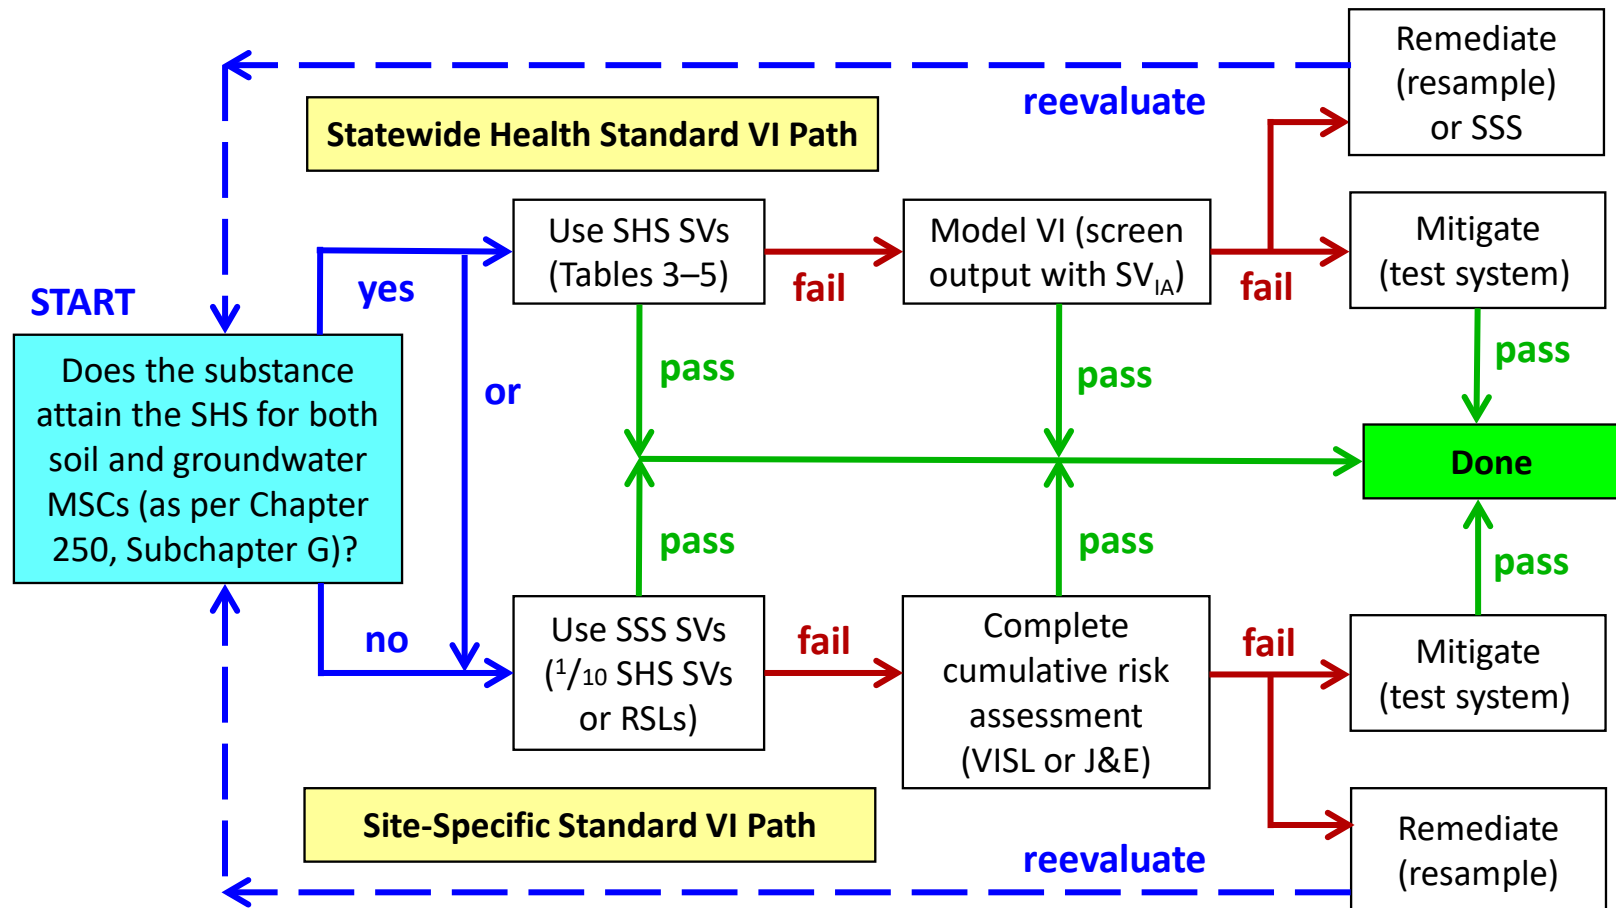 Remediate
(resample)
or SSS
reevaluate
Statewide Health Standard VI Path
Use SHS SVs
(Tables 3–5)
fail
Model VI (screen
output with SVIA)
fail
Mitigate
(test system)
yes
START
Does the substance
attain the SHS for both
soil and groundwater
MSCs (as per Chapter
250, Subchapter G)?
or
pass
pass
pass
Done
pass
pass
pass
no
Use SSS SVs
(1/10 SHS SVs
or RSLs)
fail
Complete
cumulative risk
assessment
(VISL or J&E)
fail
Mitigate
(test system)
Site-Specific Standard VI Path
reevaluate
Remediate
(resample)